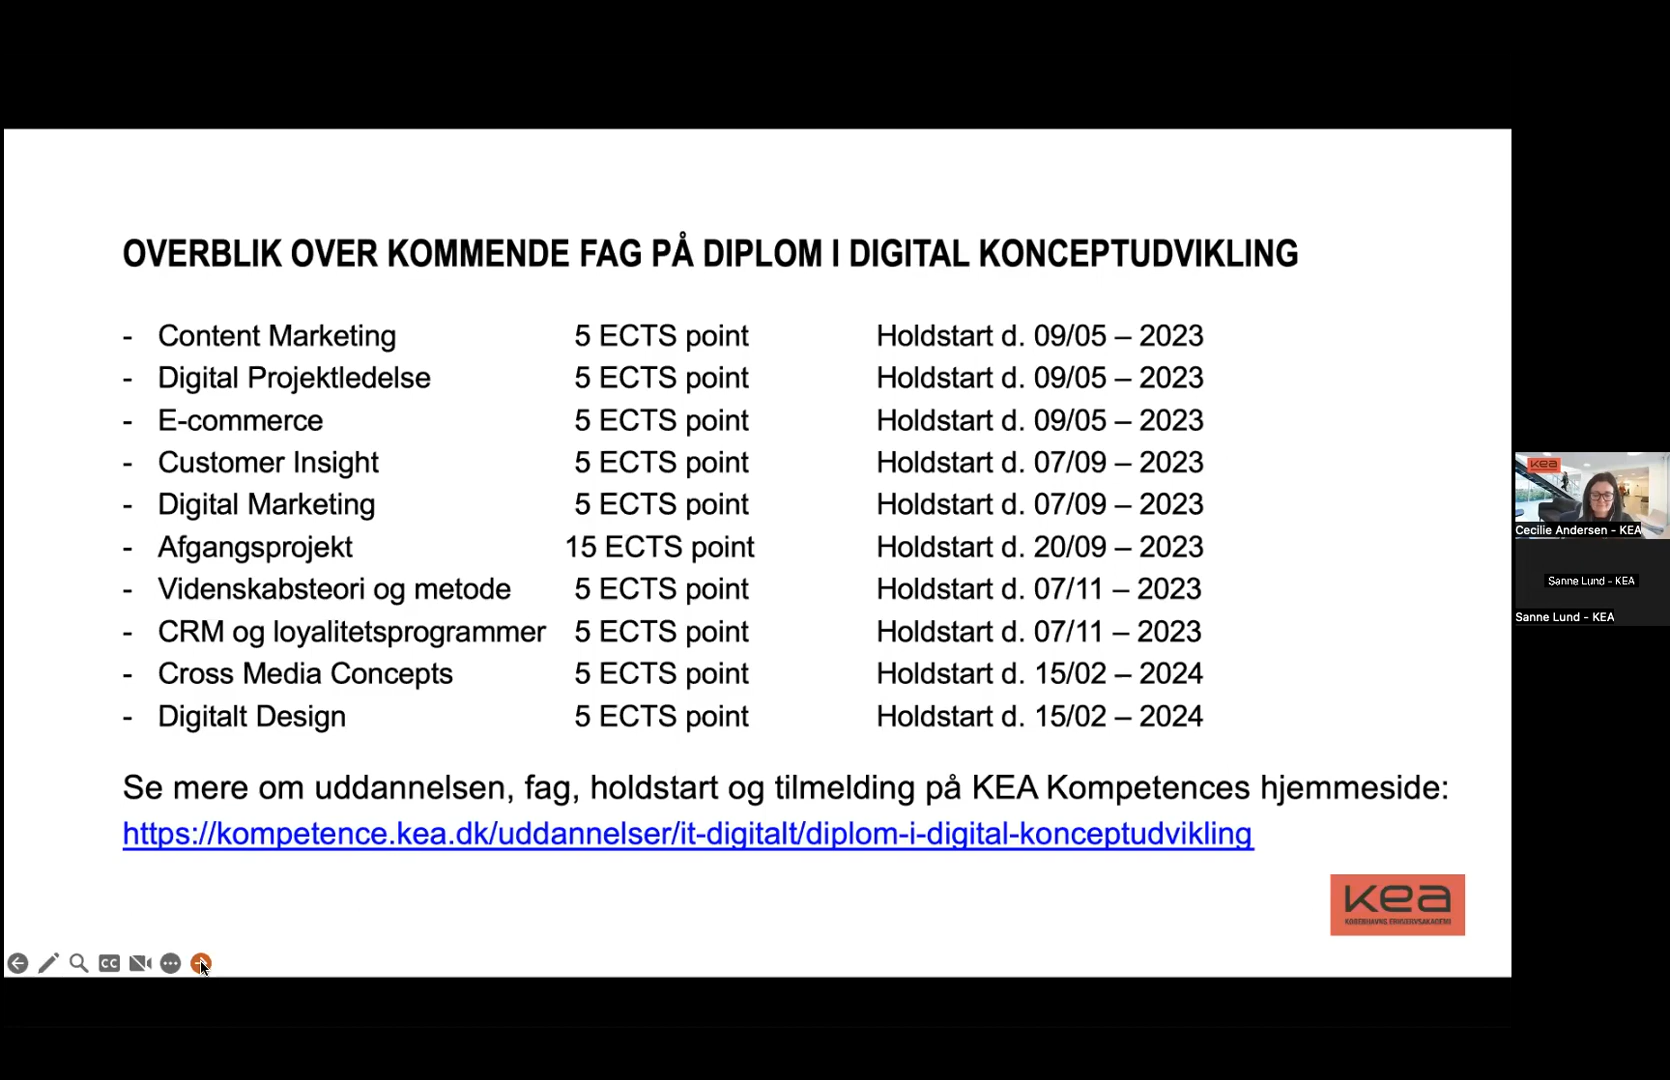 OVERBLIK OVER KOMMENDE FAG PÅ DIPLOM I DIGITAL KONCEPTUDVIKLING
- Content Marketing 5 ECTS point Holdstart d. 09/05 – 2023
- Digital Projektledelse 5 ECTS point Holdstart d. 09/05 – 2023
- E-commerce 5 ECTS point Holdstart d. 09/05 – 2023
- Customer Insight 5 ECTS point Holdstart d. 07/09 – 2023
- Digital Marketing 5 ECTS point Holdstart d. 07/09 – 2023
- Afgangsprojekt 15 ECTS point Holdstart d. 20/09 – 2023
- Videnskabsteori og metode 5 ECTS point Holdstart d. 07/11 – 2023
- CRM og loyalitetsprogrammer 5 ECTS point Holdstart d. 07/11 – 2023
- Cross Media Concepts 5 ECTS point Holdstart d. 15/02 – 2024
- Digitalt Design 5 ECTS point Holdstart d. 15/02 – 2024
Se mere om uddannelsen, fag, holdstart og tilmelding på KEA Kompetences hjemmeside:
https://kompetence.kea.dk/uddannelser/it-digitalt/diplom-i-digital-konceptudvikling
kea
KØBENHAVNS ERHVERVSAKADEMI
CC
kea
Cecilie Andersen - KEA
Sanne Lund - KEA
Sanne Lund - KEA